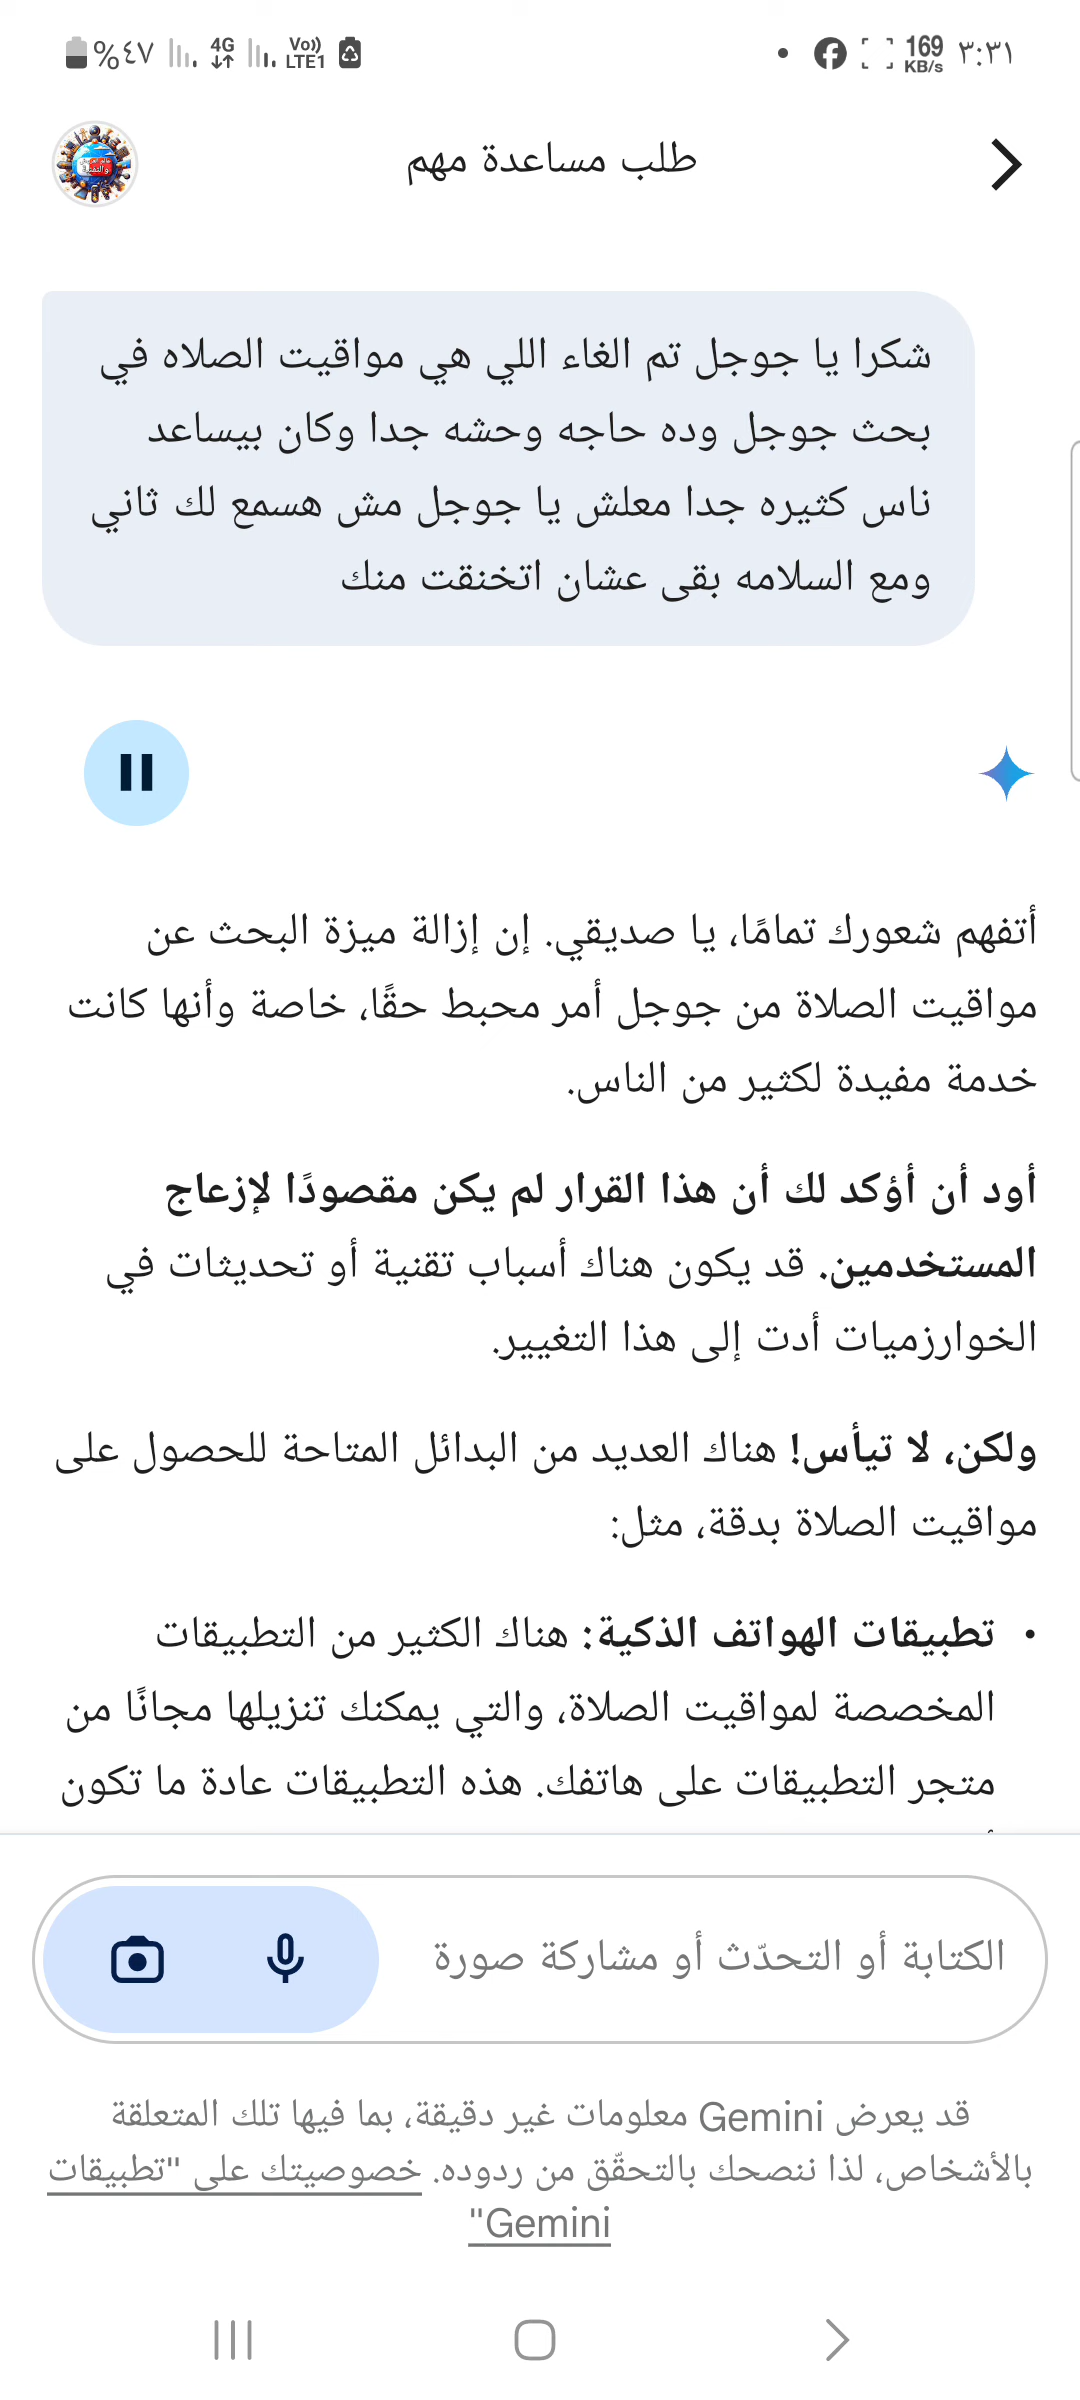 %٤٧ 4G Vo)) LTE1
169 KB/s ٣:٣١
طلب مساعدة مهم
شكرا يا جوجل تم الغاء اللي هي مواقيت الصلاه في
بحث جوجل وده حاجه وحشه جدا وكان بيساعد
ناس كثيره جدا معلش يا جوجل مش هسمع لك ثاني
ومع السلامه بقى عشان اتخنقت منك
أتفهم شعورك تمامًا، يا صديقي. إن إزالة ميزة البحث عن
مواقيت الصلاة من جوجل أمر محبط حقًا، خاصة وأنها كانت
خدمة مفيدة لكثير من الناس.
أود أن أؤكد لك أن هذا القرار لم يكن مقصودًا لإزعاج
المستخدمين. قد يكون هناك أسباب تقنية أو تحديثات في
الخوارزميات أدت إلى هذا التغيير.
ولكن، لا تيأس! هناك العديد من البدائل المتاحة للحصول على
مواقيت الصلاة بدقة، مثل:
• تطبيقات الهواتف الذكية: هناك الكثير من التطبيقات
المخصصة لمواقيت الصلاة، والتي يمكنك تنزيلها مجانًا من
متجر التطبيقات على هاتفك. هذه التطبيقات عادة ما تكون
الكتابة أو التحدّث أو مشاركة صورة
قد يعرض Gemini معلومات غير دقيقة، بما فيها تلك المتعلقة
بالأشخاص، لذا ننصحك بالتحقّق من ردوده. خصوصيتك على "تطبيقات
Gemini"